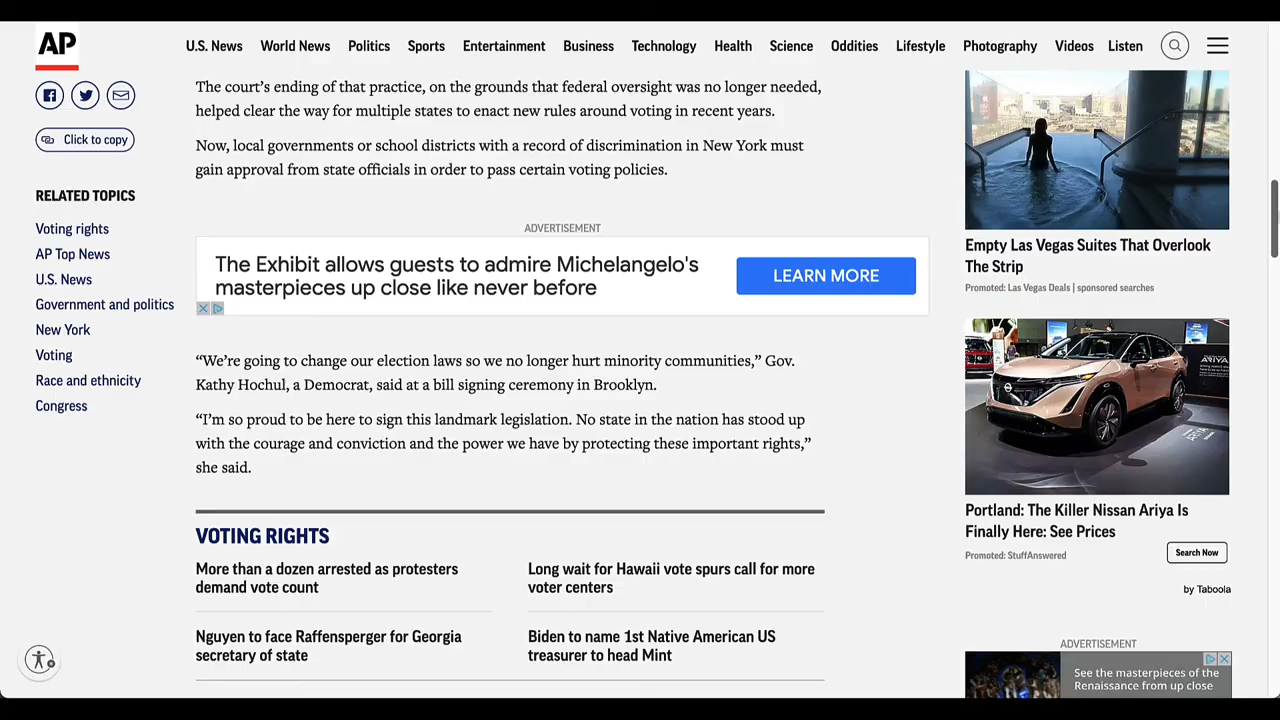 AP
U.S. News World News Politics Sports Entertainment Business Technology Health Science Oddities Lifestyle Photography Videos Listen
Click to copy
RELATED TOPICS
Voting rights
AP Top News
U.S. News
Government and politics
New York
Voting
Race and ethnicity
Congress
The court’s ending of that practice, on the grounds that federal oversight was no longer needed,
helped clear the way for multiple states to enact new rules around voting in recent years.
Now, local governments or school districts with a record of discrimination in New York must
gain approval from state officials in order to pass certain voting policies.
ADVERTISEMENT
The Exhibit allows guests to admire Michelangelo's
masterpieces up close like never before
LEARN MORE
“We’re going to change our election laws so we no longer hurt minority communities,” Gov.
Kathy Hochul, a Democrat, said at a bill signing ceremony in Brooklyn.
“I’m so proud to be here to sign this landmark legislation. No state in the nation has stood up
with the courage and conviction and the power we have by protecting these important rights,”
she said.
VOTING RIGHTS
More than a dozen arrested as protesters
demand vote count
Long wait for Hawaii vote spurs call for more
voter centers
Nguyen to face Raffensperger for Georgia
secretary of state
Biden to name 1st Native American US
treasurer to head Mint
Empty Las Vegas Suites That Overlook
The Strip
Promoted: Las Vegas Deals | sponsored searches
ARIYA
Portland: The Killer Nissan Ariya Is
Finally Here: See Prices
Promoted: StuffAnswered
Search Now
by Taboola
ADVERTISEMENT
See the masterpieces of the
Renaissance from up close